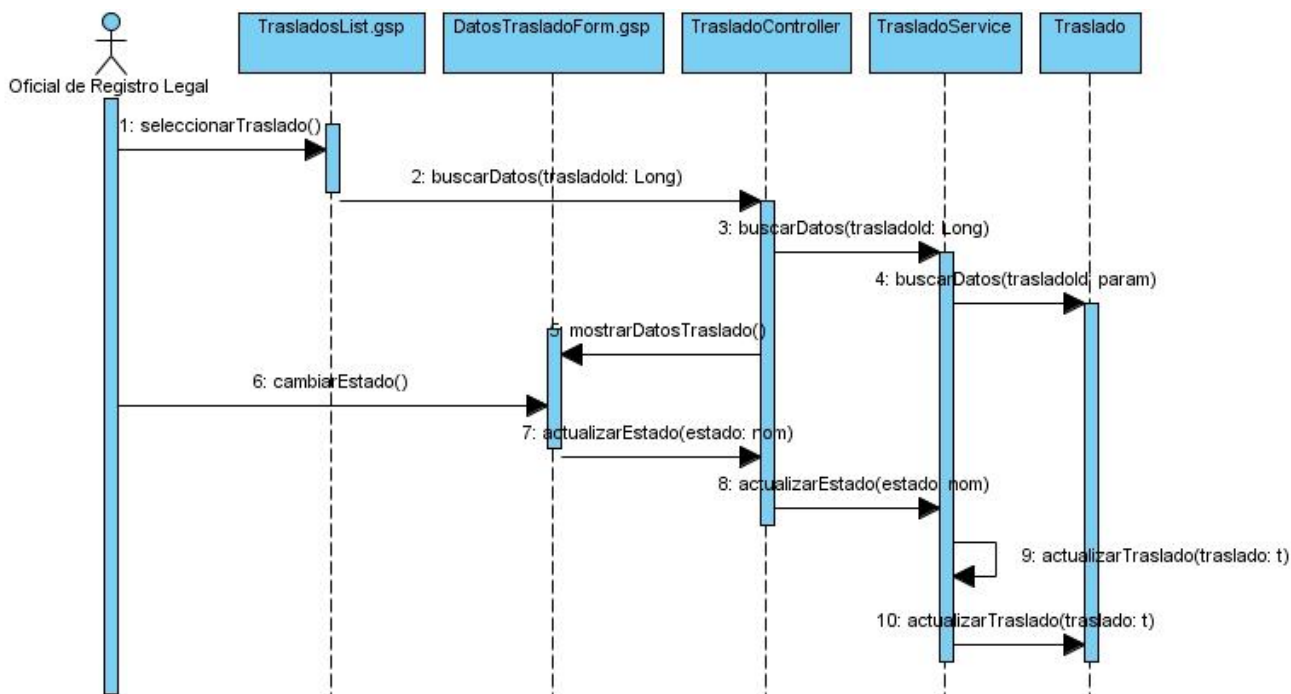 TrasladosList.gsp
DatosTrasladoForm.gsp
TrasladoController
TrasladoService
Traslado
Oficial de Registro Legal
1: seleccionarTraslado()
2: buscarDatos(trasladoId: Long)
3: buscarDatos(trasladoId: Long)
4: buscarDatos(trasladoId: param)
5: mostrarDatosTraslado()
6: cambiarEstado()
7: actualizarEstado(estado: nom)
8: actualizarEstado(estado: nom)
9: actualizarTraslado(traslado: t)
10: actualizarTraslado(traslado: t)